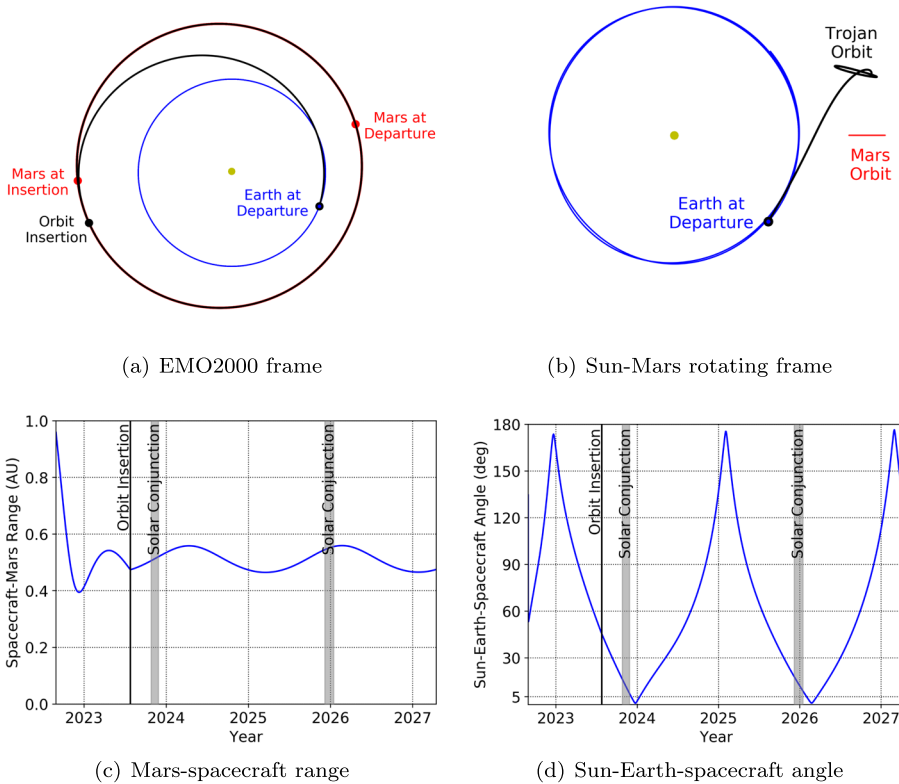 Mars at
Departure
Mars at
Insertion
Earth at
Departure
Orbit
Insertion
(a) EMO2000 frame
Trojan
Orbit
Mars
Orbit
Earth at
Departure
(b) Sun-Mars rotating frame
1.0
0.8
0.6
0.4
0.2
0.0
Spacecraft-Mars Range (AU)
Orbit Insertion
Solar Conjunction
Solar Conjunction
2023
2024
2025
2026
2027
Year
(c) Mars-spacecraft range
180
150
120
90
60
30
5
Sun-Earth-Spacecraft Angle (deg)
Orbit Insertion
Solar Conjunction
Solar Conjunction
2023
2024
2025
2026
2027
Year
(d) Sun-Earth-spacecraft angle